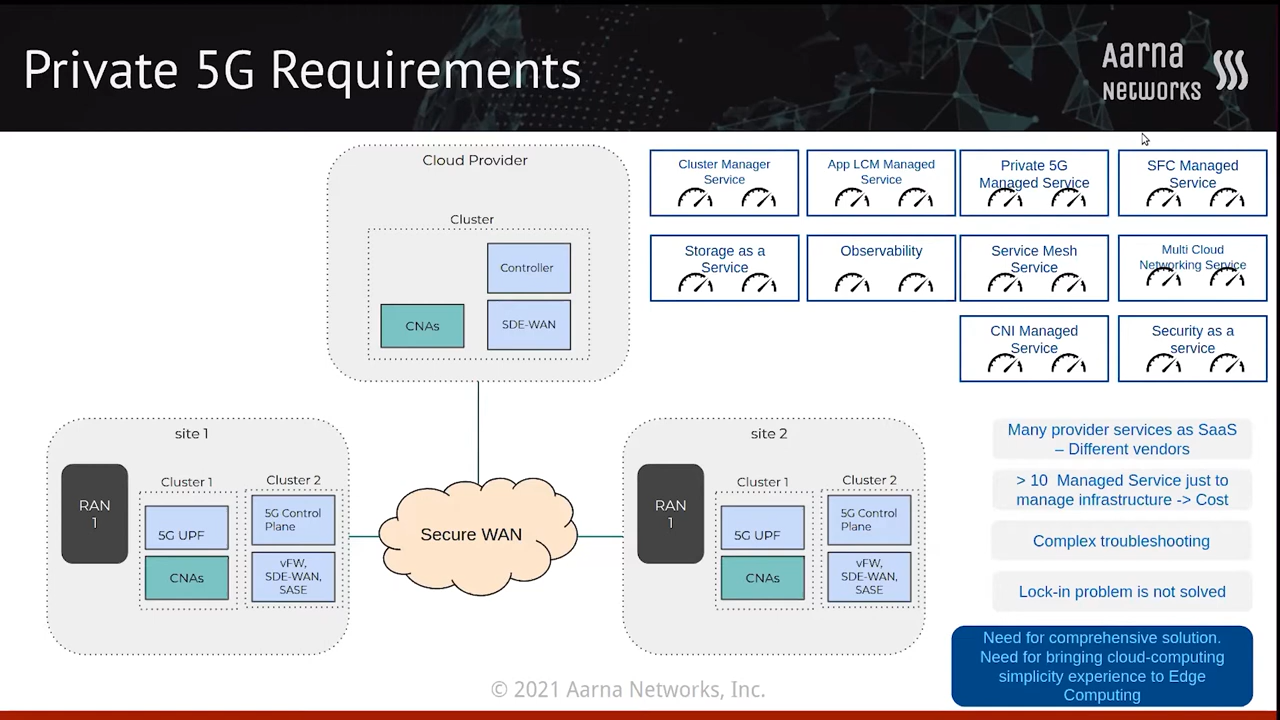 Private 5G Requirements
Aarna
NETWORKS
Cloud Provider
Cluster
Controller
CNAs
SDE-WAN
Cluster Manager
Service
App LCM Managed
Service
Private 5G
Managed Service
SFC Managed
Service
Storage as a
Service
Observability
Service Mesh
Service
Multi Cloud
Networking Service
CNI Managed
Service
Security as a
service
site 1
RAN
1
Cluster 1
5G UPF
CNAs
Cluster 2
5G Control
Plane
vFW,
SDE-WAN,
SASE
Secure WAN
site 2
RAN
1
Cluster 1
5G UPF
CNAs
Cluster 2
5G Control
Plane
vFW,
SDE-WAN,
SASE
Many provider services as SaaS
– Different vendors
> 10 Managed Service just to
manage infrastructure -> Cost
Complex troubleshooting
Lock-in problem is not solved
Need for comprehensive solution.
Need for bringing cloud-computing
simplicity experience to Edge
Computing
© 2021 Aarna Networks, Inc.